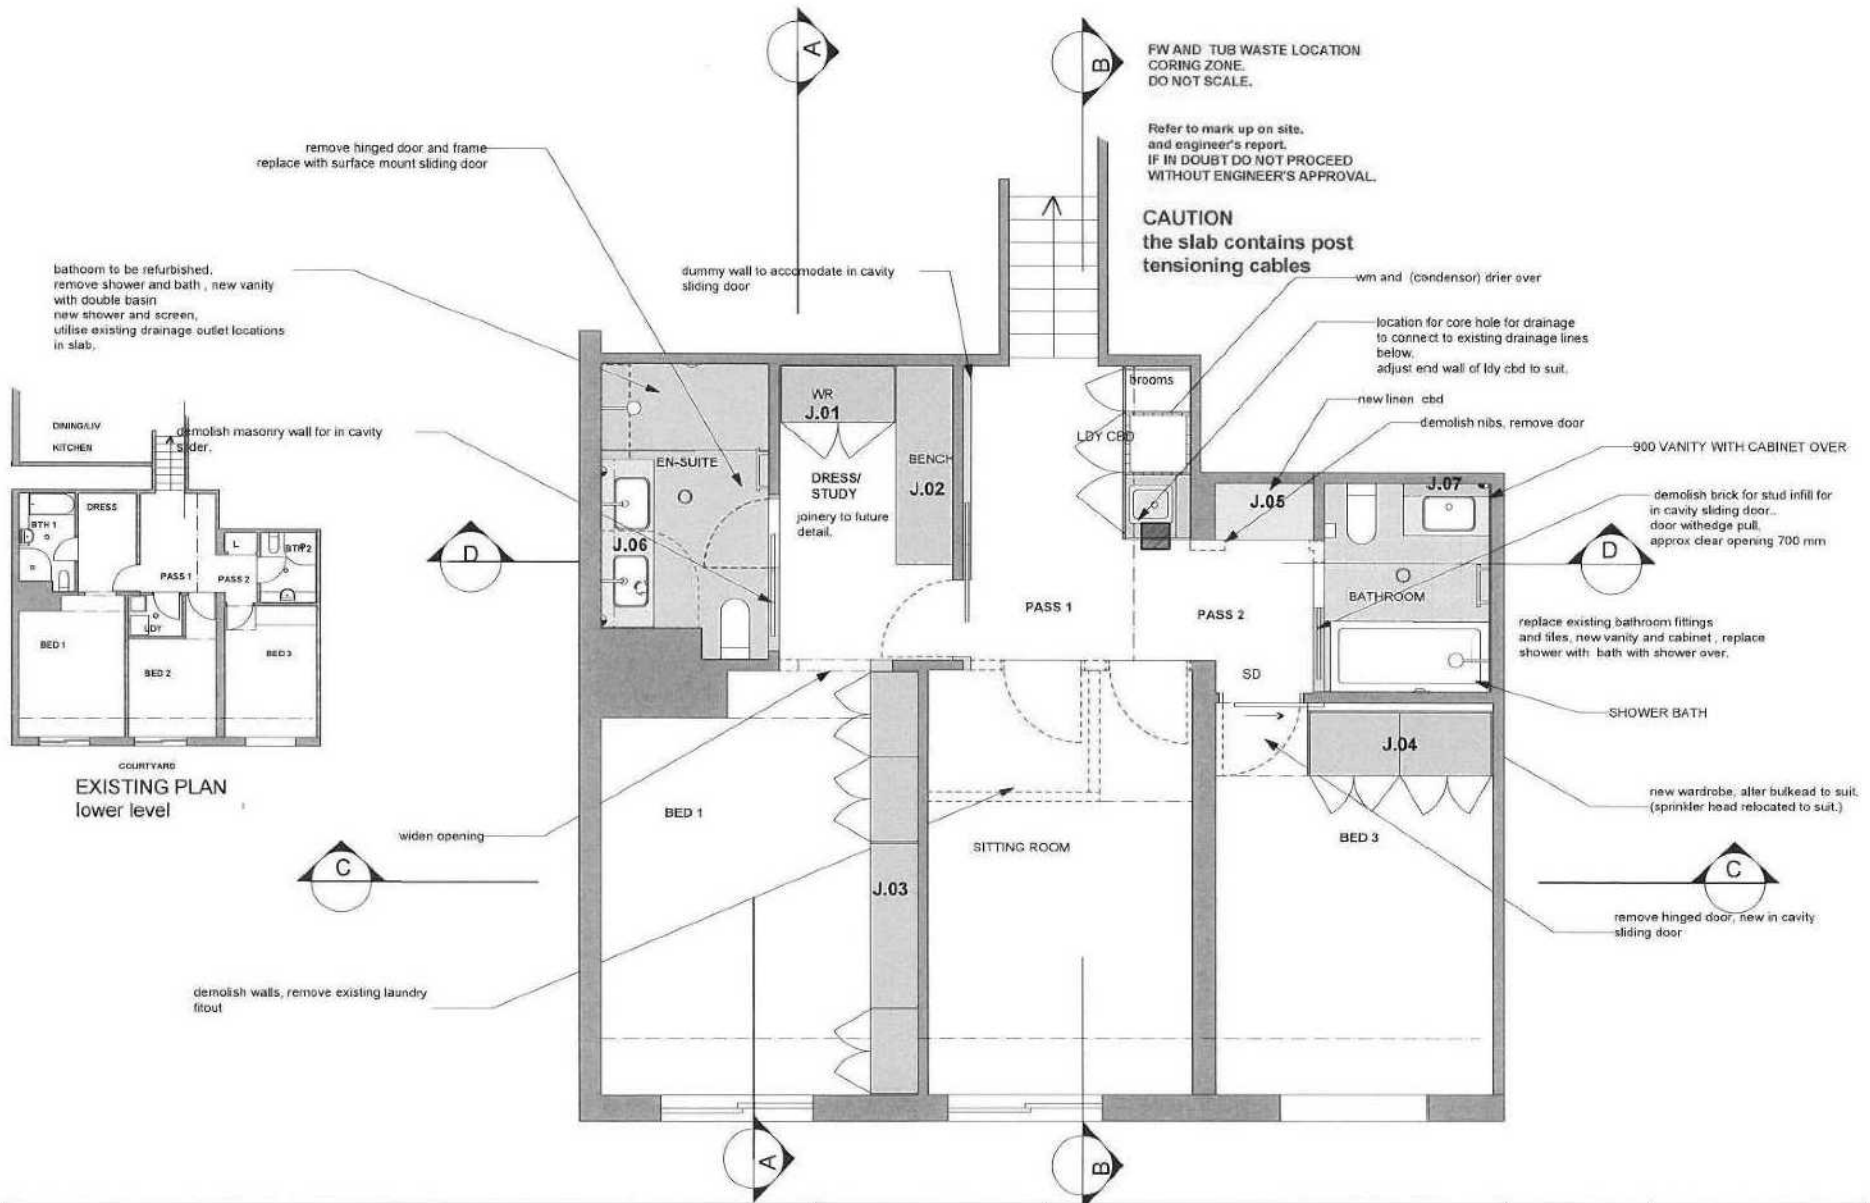 A
B
FW AND TUB WASTE LOCATION
CORING ZONE.
DO NOT SCALE.
Refer to mark up on site.
and engineer's report.
IF IN DOUBT DO NOT PROCEED
WITHOUT ENGINEER'S APPROVAL.
CAUTION
the slab contains post
tensioning cables
remove hinged door and frame
replace with surface mount sliding door
bathoom to be refurbished,
remove shower and bath , new vanity
with double basin
new shower and screen,
utilise existing drainage outlet locations
in slab.
dummy wall to accomodate in cavity
sliding door
wm and (condensor) drier over
location for core hole for drainage
to connect to existing drainage lines
below.
adjust end wall of ldy cbd to suit.
new linen cbd
demolish nibs, remove door
900 VANITY WITH CABINET OVER
demolish brick for stud infill for
in cavity sliding door..
door withedge pull,
approx clear opening 700 mm
demolish masonry wall for in cavity
slider.
DINING/LIV
KITCHEN
BTH 1
DRESS
L
BTH 2
PASS 1
PASS 2
LDY
BED 1
BED 2
BED 3
COURTYARD
EXISTING PLAN
lower level
WR
J.01
BENCH
J.02
EN-SUITE
DRESS/
STUDY
joinery to future
detail.
J.06
brooms
LDY CBD
J.05
J.07
D
D
PASS 1
PASS 2
BATHROOM
SD
replace existing bathroom fittings
and tiles, new vanity and cabinet , replace
shower with bath with shower over.
SHOWER BATH
J.04
new wardrobe, alter bulkead to suit.
(sprinkler head relocated to suit.)
widen opening
BED 1
SITTING ROOM
BED 3
C
C
J.03
remove hinged door, new in cavity
sliding door
demolish walls, remove existing laundry
fitout
A
B